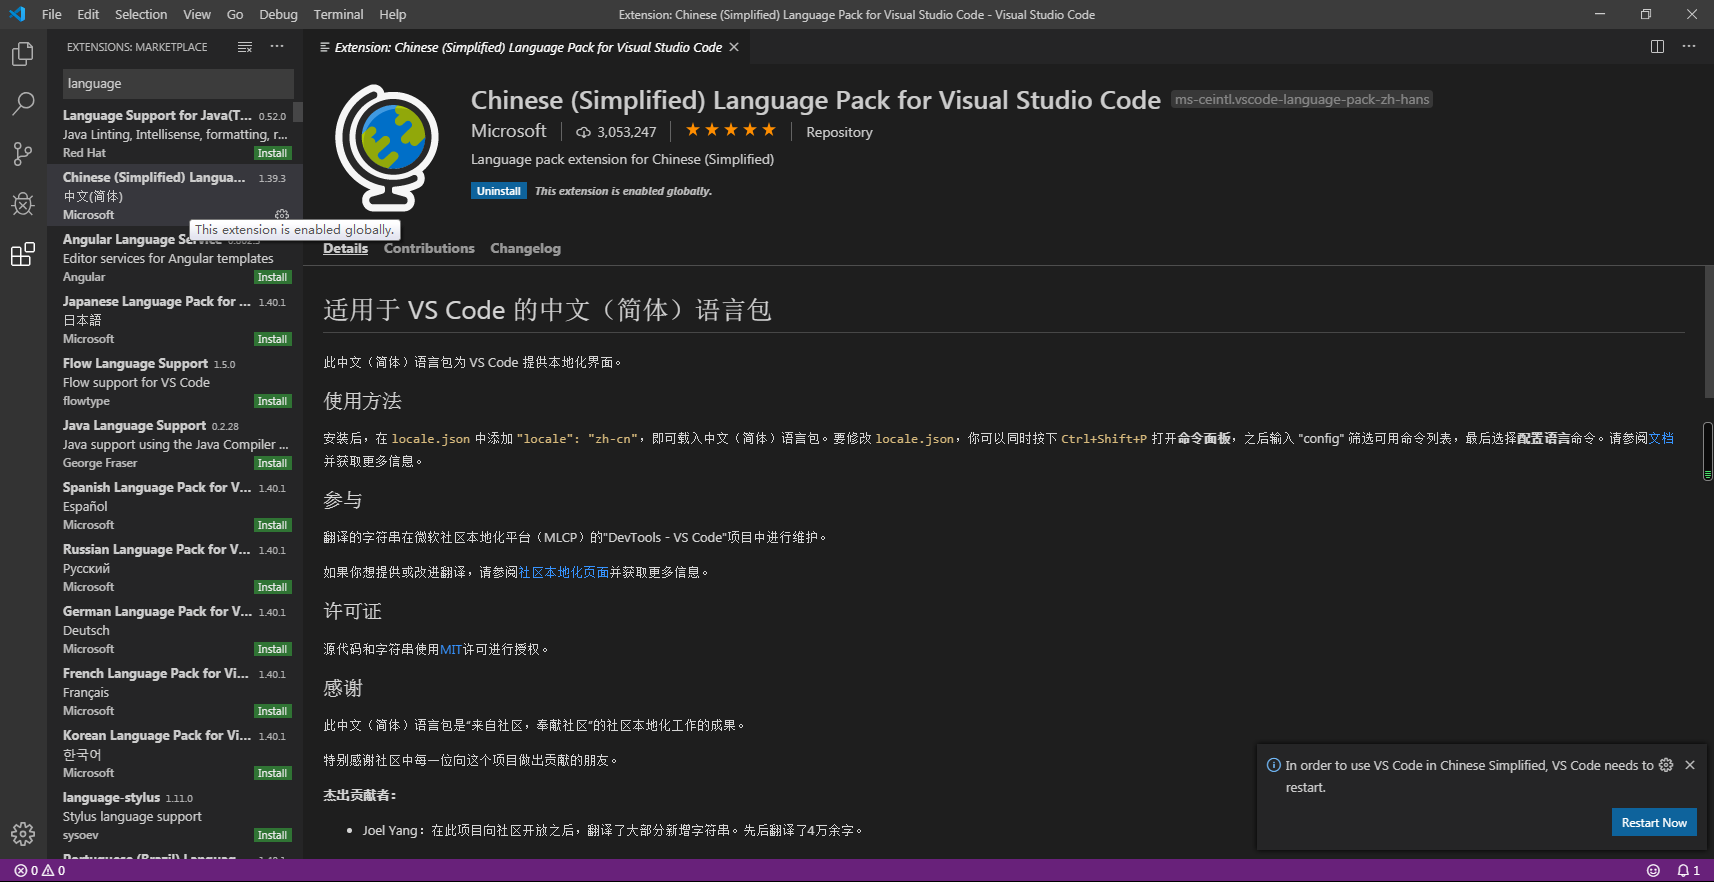 File Edit Selection View Go Debug Terminal Help
Extension: Chinese (Simplified) Language Pack for Visual Studio Code - Visual Studio Code
EXTENSIONS: MARKETPLACE
language
Language Support for Java(T... 0.52.0
Java Linting, Intellisense, formatting, r...
Red Hat Install
Chinese (Simplified) Langua... 1.39.3
中文(简体)
Microsoft
This extension is enabled globally.
Angular Language
Editor services for Angular templates
Angular Install
Japanese Language Pack for ... 1.40.1
日本語
Microsoft Install
Flow Language Support 1.5.0
Flow support for VS Code
flowtype Install
Java Language Support 0.2.28
Java support using the Java Compiler ...
George Fraser Install
Spanish Language Pack for V... 1.40.1
Español
Microsoft Install
Russian Language Pack for V... 1.40.1
Русский
Microsoft Install
German Language Pack for V... 1.40.1
Deutsch
Microsoft Install
French Language Pack for Vi... 1.40.1
Français
Microsoft Install
Korean Language Pack for Vi... 1.40.1
한국어
Microsoft Install
language-stylus 1.11.0
Stylus language support
sysoev Install
Portuguese (Brazil) Languag... 1.40.1
Extension: Chinese (Simplified) Language Pack for Visual Studio Code
Chinese (Simplified) Language Pack for Visual Studio Code ms-ceintl.vscode-language-pack-zh-hans
Microsoft 3,053,247 Repository
Language pack extension for Chinese (Simplified)
Uninstall This extension is enabled globally.
Details Contributions Changelog
适用于 VS Code 的中文（简体）语言包
此中文（简体）语言包为 VS Code 提供本地化界面。
使用方法
安装后，在 locale.json 中添加 "locale": "zh-cn"，即可载入中文（简体）语言包。要修改 locale.json，你可以同时按下 Ctrl+Shift+P 打开命令面板，之后输入 "config" 筛选可用命令列表，最后选择配置语言命令。请参阅文档
并获取更多信息。
参与
翻译的字符串在微软社区本地化平台（MLCP）的"DevTools - VS Code"项目中进行维护。
如果你想提供或改进翻译，请参阅社区本地化页面并获取更多信息。
许可证
源代码和字符串使用MIT许可进行授权。
感谢
此中文（简体）语言包是“来自社区，奉献社区”的社区本地化工作的成果。
特别感谢社区中每一位向这个项目做出贡献的朋友。
杰出贡献者：
• Joel Yang：在此项目向社区开放之后，翻译了大部分新增字符串。先后翻译了4万余字。
In order to use VS Code in Chinese Simplified, VS Code needs to
restart.
Restart Now
0 0
1